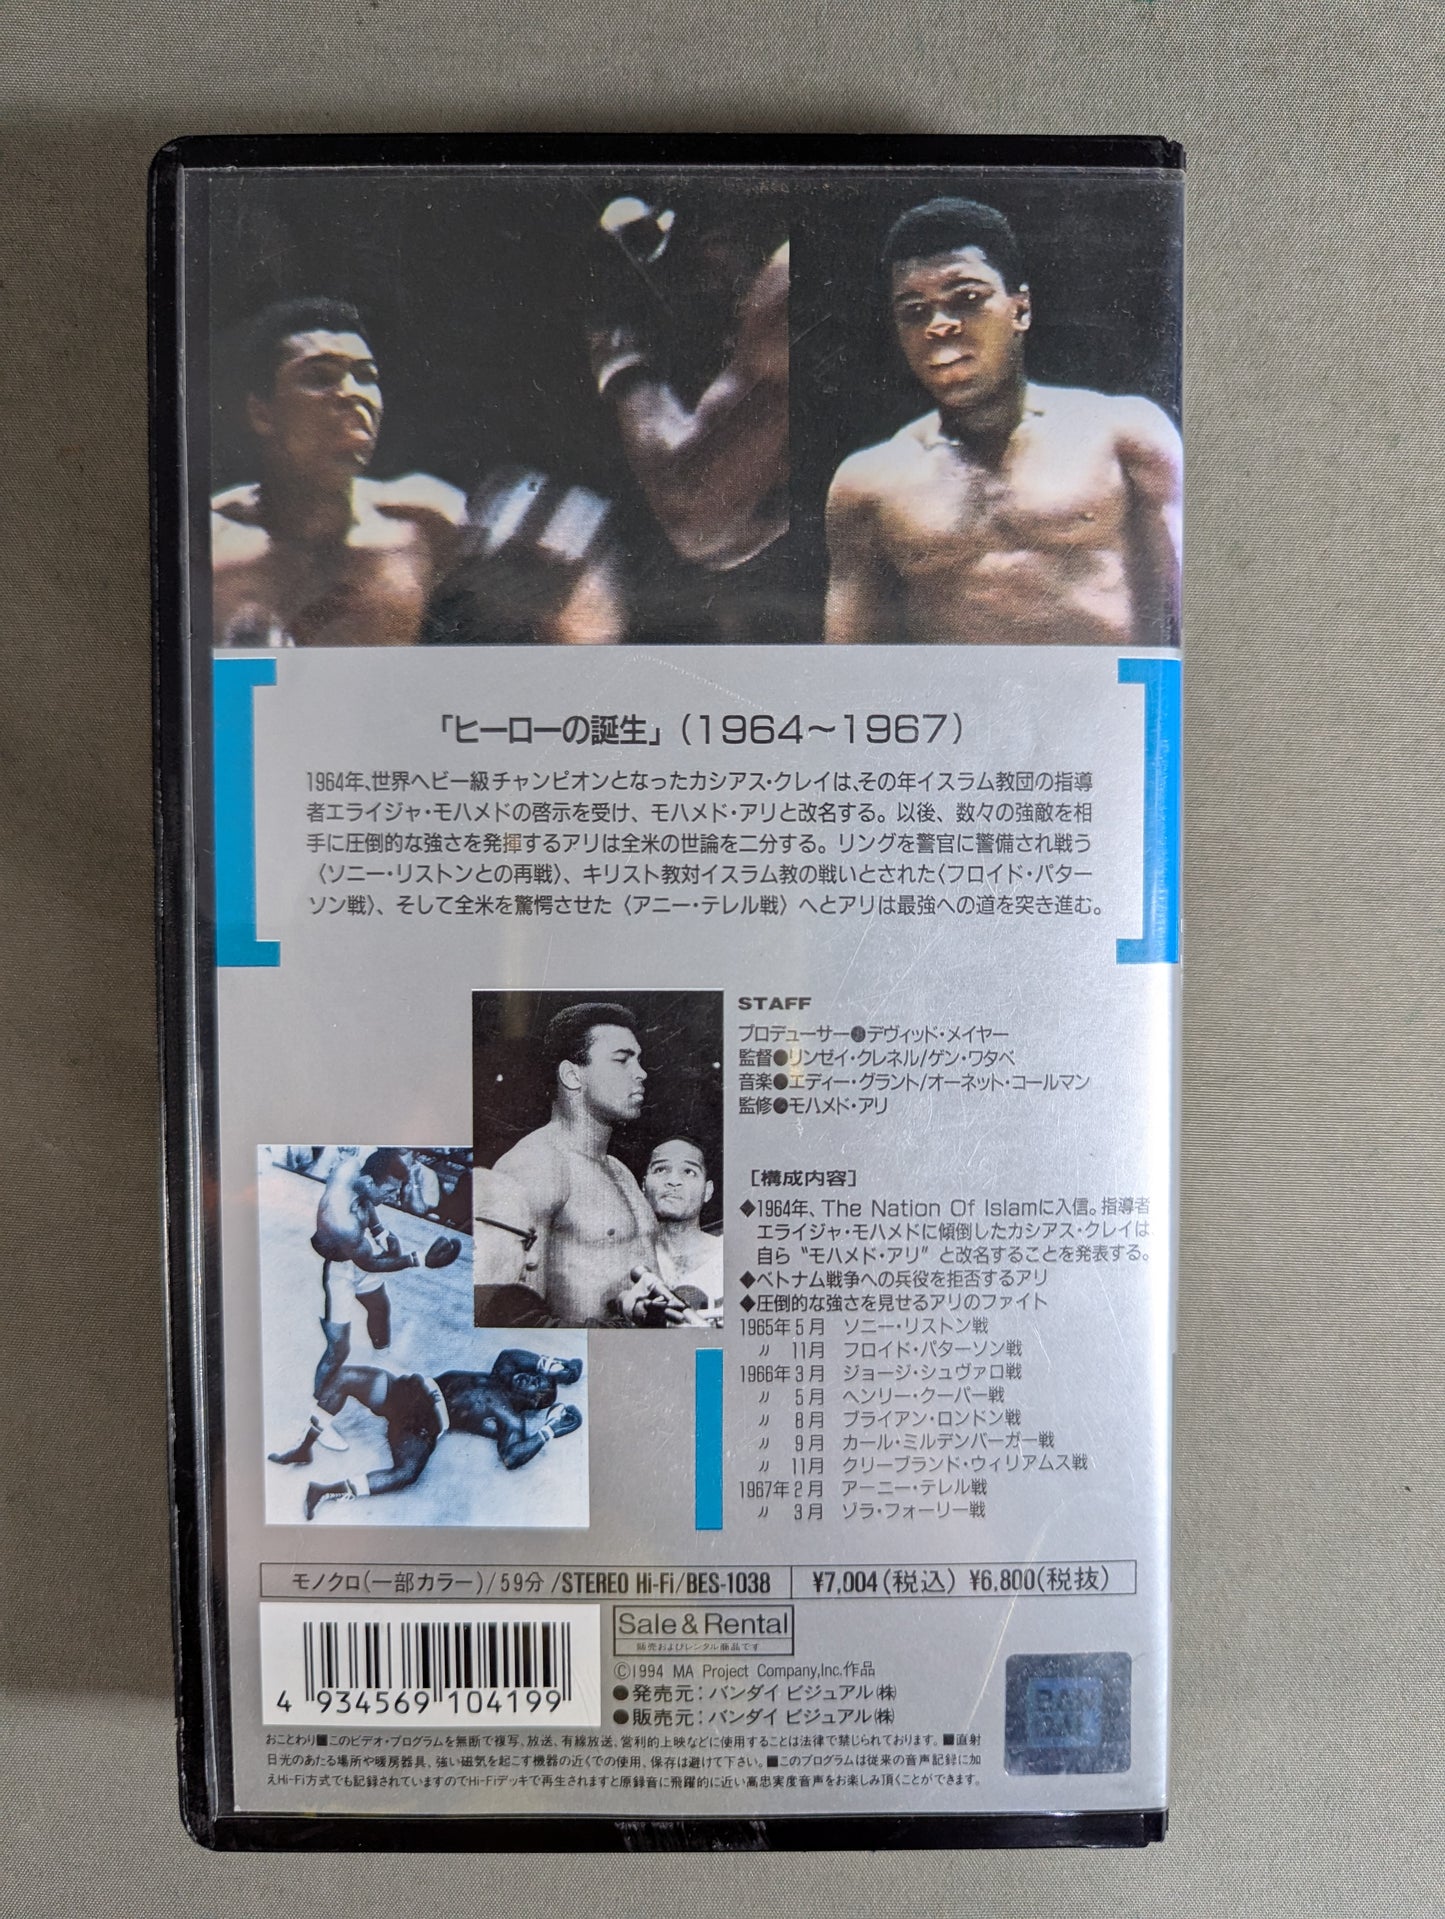 「ヒーローの誕生」(1964〜1967)
1964年、世界ヘビー級チャンピオンとなったカシアス・クレイは、その年イスラム教団の指導
者エライジャ・モハメドの啓示を受け、モハメド・アリと改名する。以後、数々の強敵を相
手に圧倒的な強さを発揮するアリは全米の世論を二分する。リングを警官に警備され戦う
〈ソニー・リストンとの再戦〉、キリスト教対イスラム教の戦いとされた〈フロイド・パター
ソン戦〉、そして全米を驚愕させた〈アニー・テレル戦〉へとアリは最強への道を突き進む。
STAFF
プロデューサー●デヴィッド・メイヤー
監督●リンゼイ・クレネル/ゲン・ワタベ
音楽●エディー・グラント/オーネット・コールマン
監修●モハメド・アリ
[構成内容]
◆1964年、The Nation Of Islamに入信。指導者
エライジャ・モハメドに傾倒したカシアス・クレイは、
自ら〝モハメド・アリ〟と改名することを発表する。
◆ベトナム戦争への兵役を拒否するアリ
◆圧倒的な強さを見せるアリのファイト
1965年5月 ソニー・リストン戦
〃 11月 フロイド・パターソン戦
1966年3月 ジョージ・シュヴァロ戦
〃 5月 ヘンリー・クーパー戦
〃 8月 ブライアン・ロンドン戦
〃 9月 カール・ミルデンバーガー戦
〃 11月 クリーブランド・ウィリアムス戦
1967年2月 アーニー・テレル戦
〃 3月 ゾラ・フォーリー戦
モノクロ(一部カラー)/59分/STEREO Hi-Fi/BES-1038 ¥7,004(税込) ¥6,800(税抜)
4 934569 104199
Sale & Rental
販売およびレンタル商品です
©1994 MA Project Company,Inc.作品
●発売元:バンダイ ビジュアル㈱
●販売元:バンダイ ビジュアル㈱
おことわり■このビデオ・プログラムを無断で複写、放送、有線放送、営利的上映などに使用することは法律で禁じられております。■直射
日光のあたる場所や暖房器具、強い磁気を起こす機器の近くでの使用、保存は避けて下さい。■このプログラムは従来の音声記録に加
えHi-Fi方式でも記録されていますのでHi-Fiデッキで再生されますと原録音に飛躍的に近い高忠実度音声をお楽しみ頂くことができます。